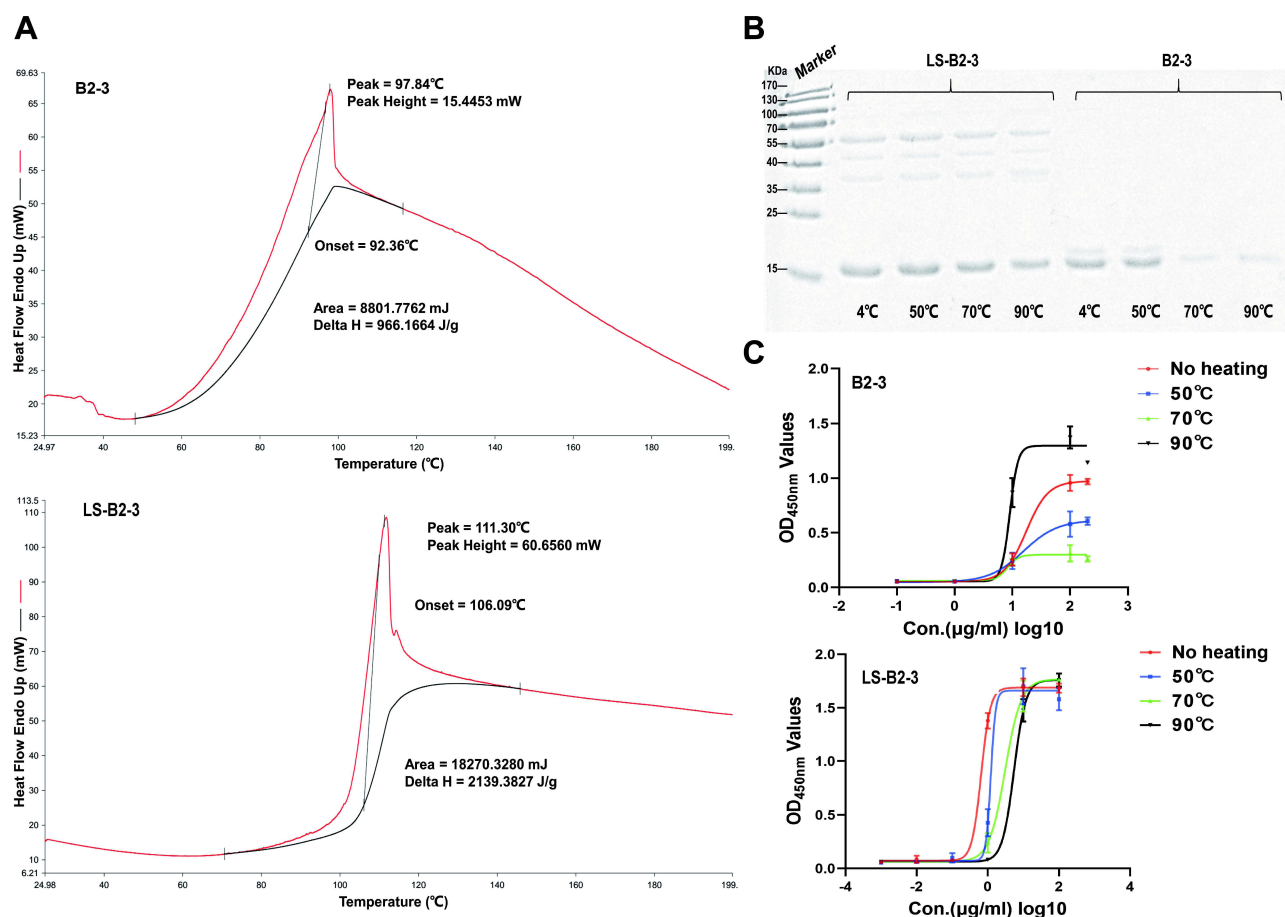 A
69.63
B2-3
65
60
55
50
45
40
35
30
25
20
15.23
Heat Flow Endo Up (mW)
Peak = 97.84℃
Peak Height = 15.4453 mW
Onset = 92.36℃
Area = 8801.7762 mJ
Delta H = 966.1664 J/g
24.97 40 60 80 100 120 140 160 180 199.
Temperature (℃)
113.5
LS-B2-3
110
100
90
80
70
60
50
40
30
20
10
6.21
Heat Flow Endo Up (mW)
Peak = 111.30℃
Peak Height = 60.6560 mW
Onset = 106.09℃
Area = 18270.3280 mJ
Delta H = 2139.3827 J/g
24.98 40 60 80 100 120 140 160 180 199.
Temperature (℃)
B
KDa Marker LS-B2-3 B2-3
170
130
100
70
55
40
35
25
15
4℃ 50℃ 70℃ 90℃ 4℃ 50℃ 70℃ 90℃
C
B2-3
2.0
1.5
1.0
0.5
0.0
OD450nm Values
-2 -1 0 1 2 3
Con.(μg/ml) log10
No heating
50℃
70℃
90℃
LS-B2-3
2.0
1.5
1.0
0.5
0.0
OD450nm Values
-4 -2 0 2 4
Con.(μg/ml) log10
No heating
50℃
70℃
90℃